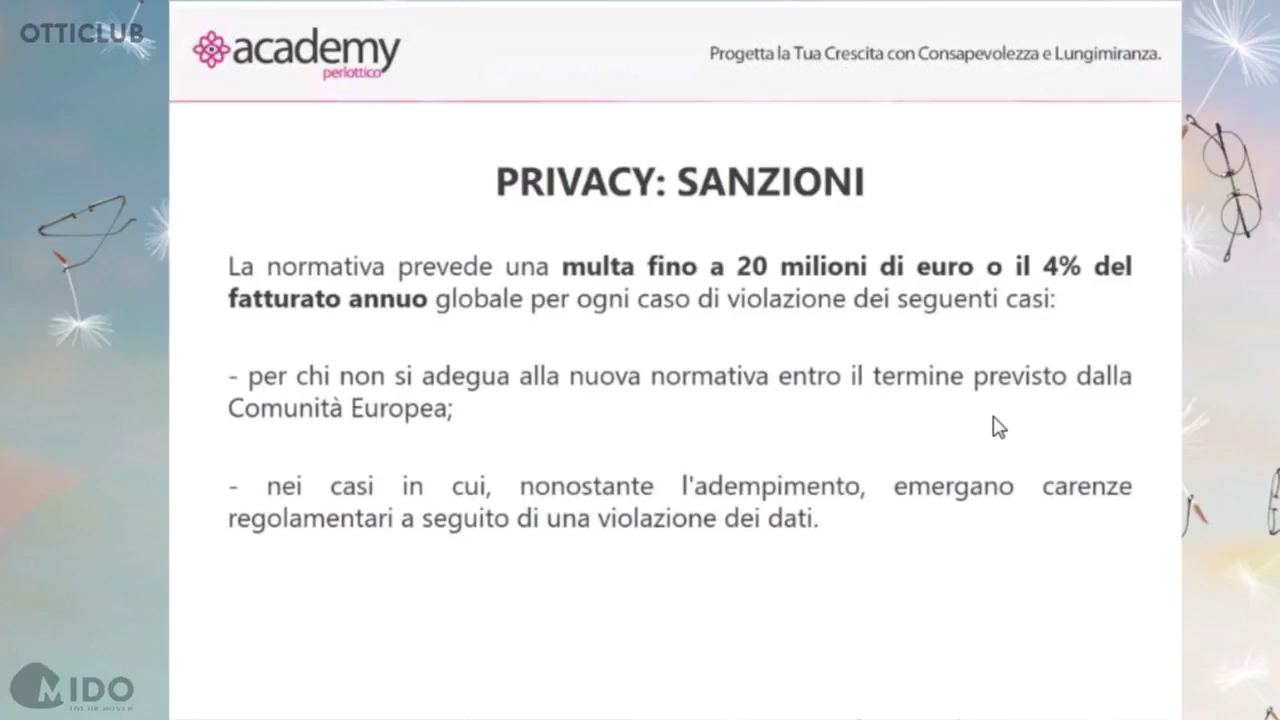 OTTICLUB
academy
perlottico
Progetta la Tua Crescita con Consapevolezza e Lungimiranza.
PRIVACY: SANZIONI
La normativa prevede una multa fino a 20 milioni di euro o il 4% del
fatturato annuo globale per ogni caso di violazione dei seguenti casi:
- per chi non si adegua alla nuova normativa entro il termine previsto dalla
Comunità Europea;
- nei casi in cui, nonostante l'adempimento, emergano carenze
regolamentari a seguito di una violazione dei dati.
MIDO